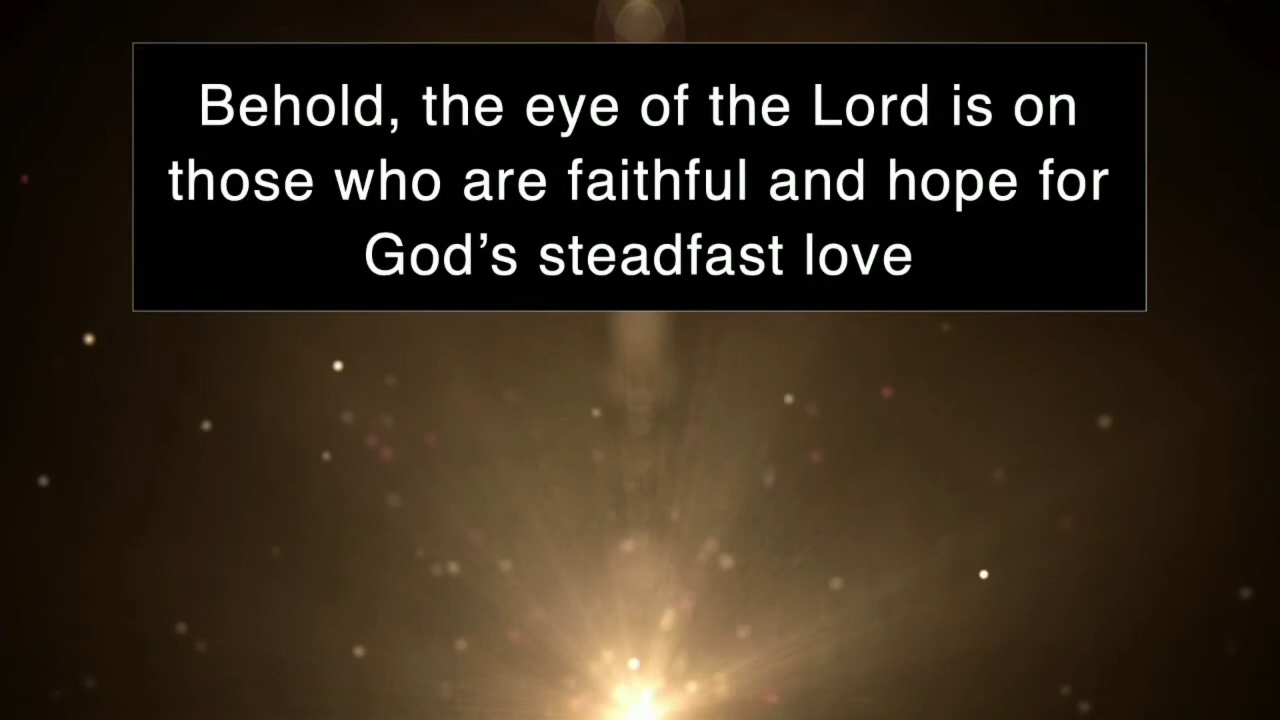 Behold, the eye of the Lord is on
those who are faithful and hope for
God’s steadfast love